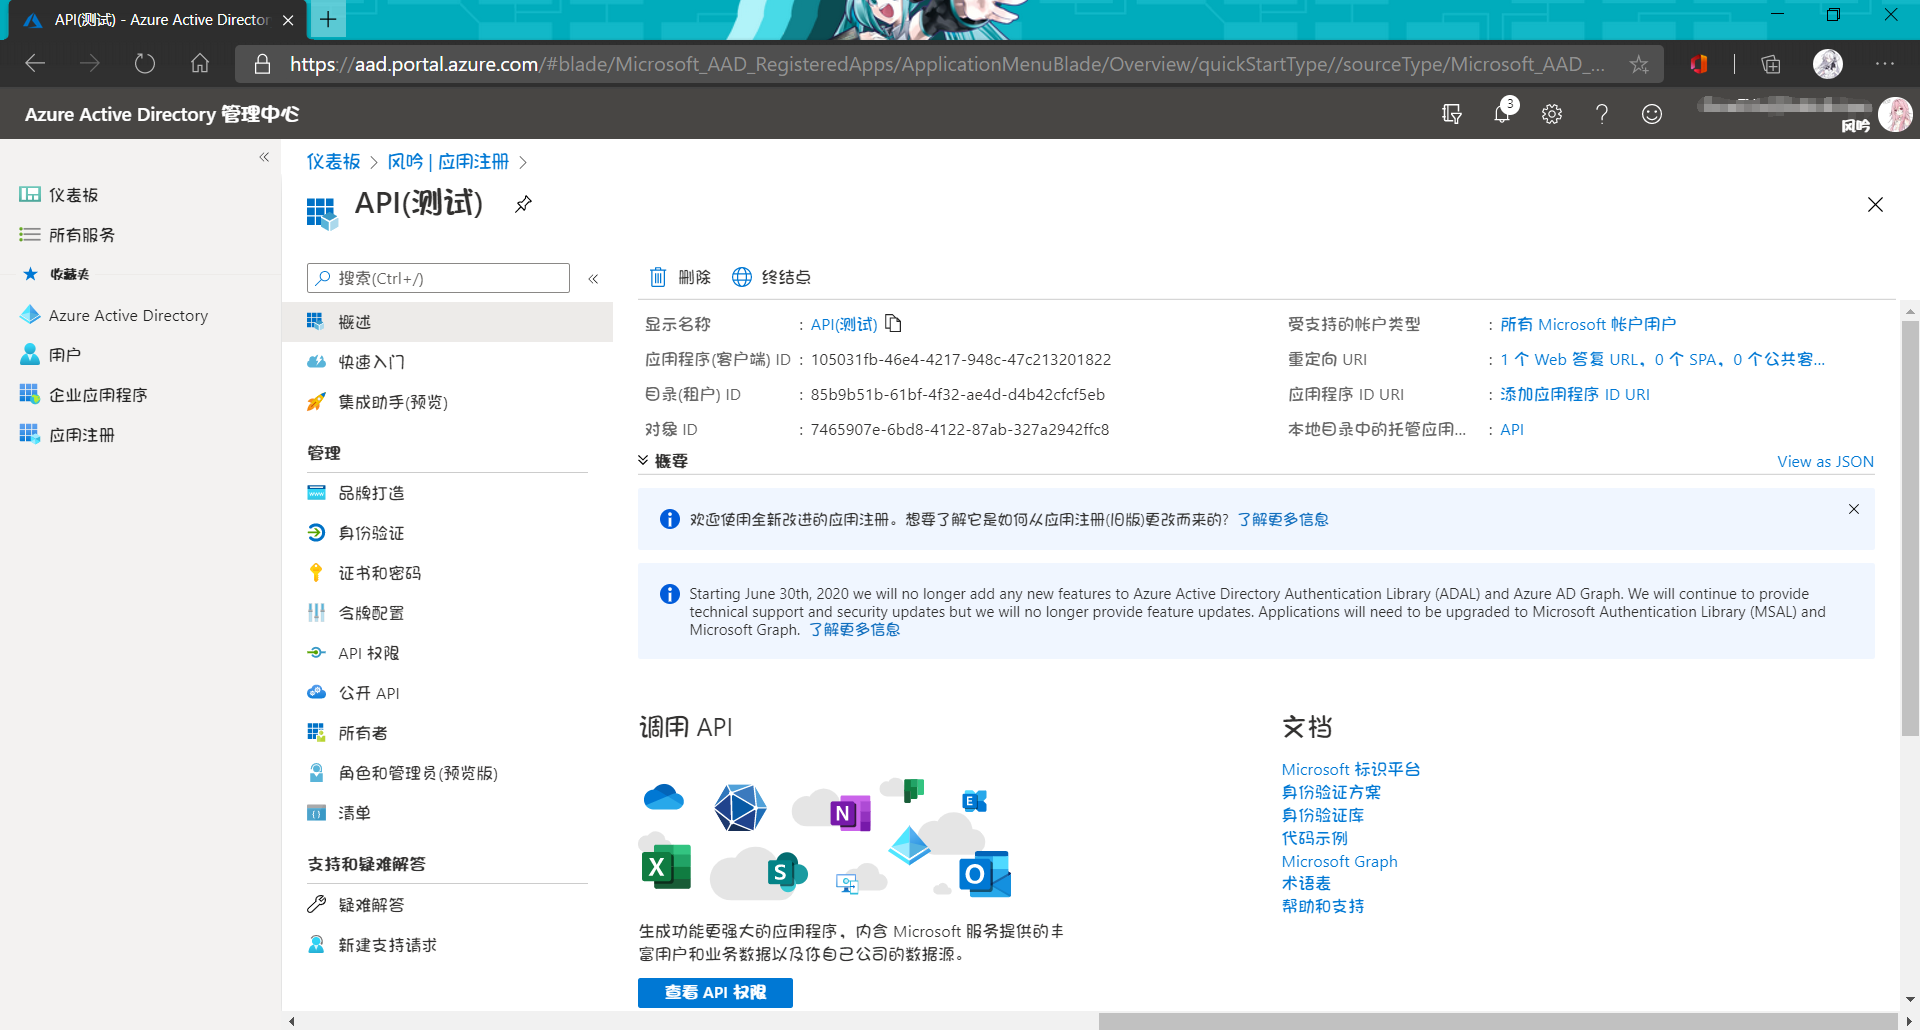 API(测试) - Azure Active Director
https://aad.portal.azure.com/#blade/Microsoft_AAD_RegisteredApps/ApplicationMenuBlade/Overview/quickStartType//sourceType/Microsoft_AAD_...
Azure Active Directory 管理中心
3
风吟
仪表板
所有服务
收藏夹
Azure Active Directory
用户
企业应用程序
应用注册
仪表板 > 风吟 | 应用注册 >
API(测试)
搜索(Ctrl+/)
概述
快速入门
集成助手(预览)
管理
品牌打造
身份验证
证书和密码
令牌配置
API 权限
公开 API
所有者
角色和管理员(预览版)
清单
支持和疑难解答
疑难解答
新建支持请求
删除
终结点
显示名称 : API(测试)
应用程序(客户端) ID : 105031fb-46e4-4217-948c-47c213201822
目录(租户) ID : 85b9b51b-61bf-4f32-ae4d-d4b42cfcf5eb
对象 ID : 7465907e-6bd8-4122-87ab-327a2942ffc8
受支持的帐户类型 : 所有 Microsoft 帐户用户
重定向 URI : 1 个 Web 答复 URL、0 个 SPA、0 个公共客...
应用程序 ID URI : 添加应用程序 ID URI
本地目录中的托管应用... : API
概要
View as JSON
欢迎使用全新改进的应用注册。想要了解它是如何从应用注册(旧版)更改而来的? 了解更多信息
Starting June 30th, 2020 we will no longer add any new features to Azure Active Directory Authentication Library (ADAL) and Azure AD Graph. We will continue to provide
technical support and security updates but we will no longer provide feature updates. Applications will need to be upgraded to Microsoft Authentication Library (MSAL) and
Microsoft Graph. 了解更多信息
调用 API
N
E
X
S
O
生成功能更强大的应用程序，内含 Microsoft 服务提供的丰
富用户和业务数据以及你自己公司的数据源。
查看 API 权限
文档
Microsoft 标识平台
身份验证方案
身份验证库
代码示例
Microsoft Graph
术语表
帮助和支持